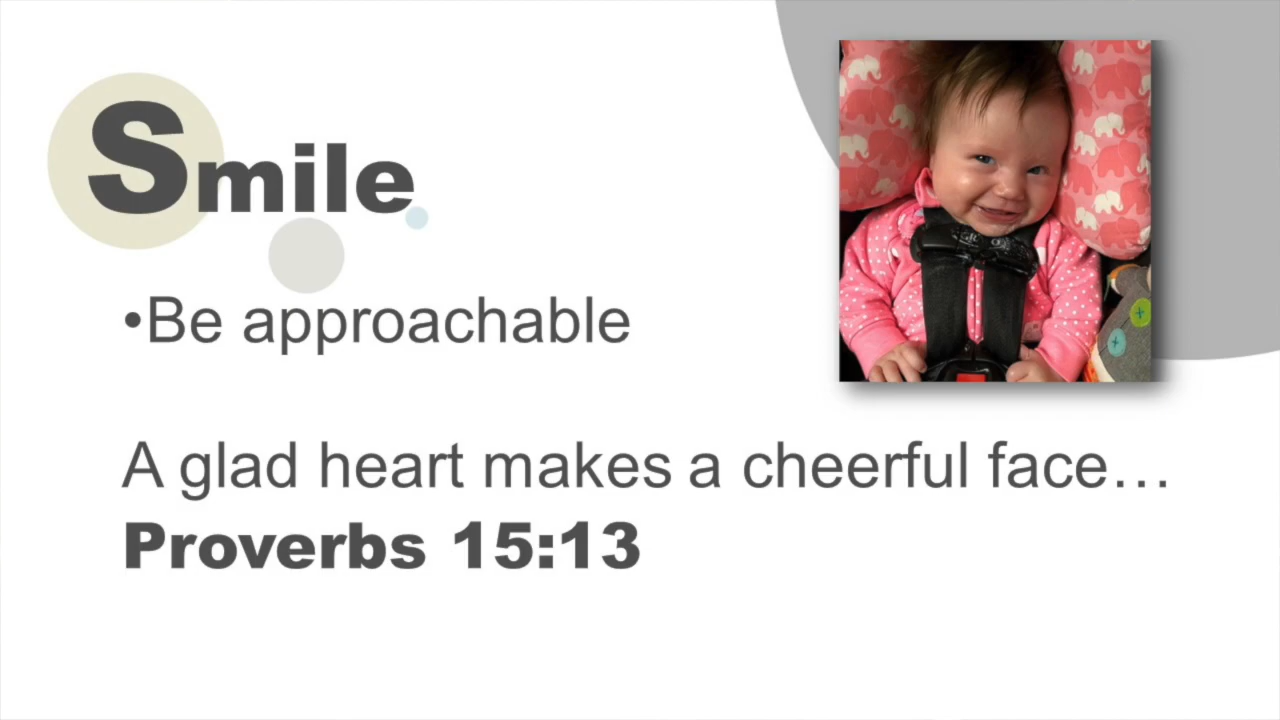 Smile
•Be approachable
A glad heart makes a cheerful face…
Proverbs 15:13